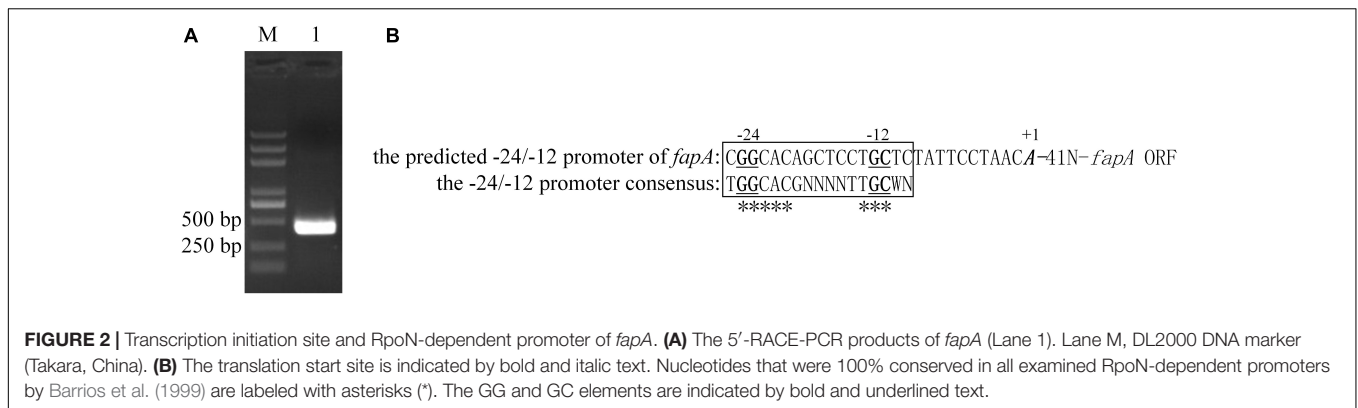 A M 1 B
-24 -12 +1
the predicted -24/-12 promoter of fapA: CGGCACAGCTCCTGCTCTATTCCTAACA-41N-fapA ORF
the -24/-12 promoter consensus: TGGCACGNNNNTTGCWN
***** ***
500 bp
250 bp
FIGURE 2 | Transcription initiation site and RpoN-dependent promoter of fapA. (A) The 5′-RACE-PCR products of fapA (Lane 1). Lane M, DL2000 DNA marker
(Takara, China). (B) The translation start site is indicated by bold and italic text. Nucleotides that were 100% conserved in all examined RpoN-dependent promoters
by Barrios et al. (1999) are labeled with asterisks (*). The GG and GC elements are indicated by bold and underlined text.